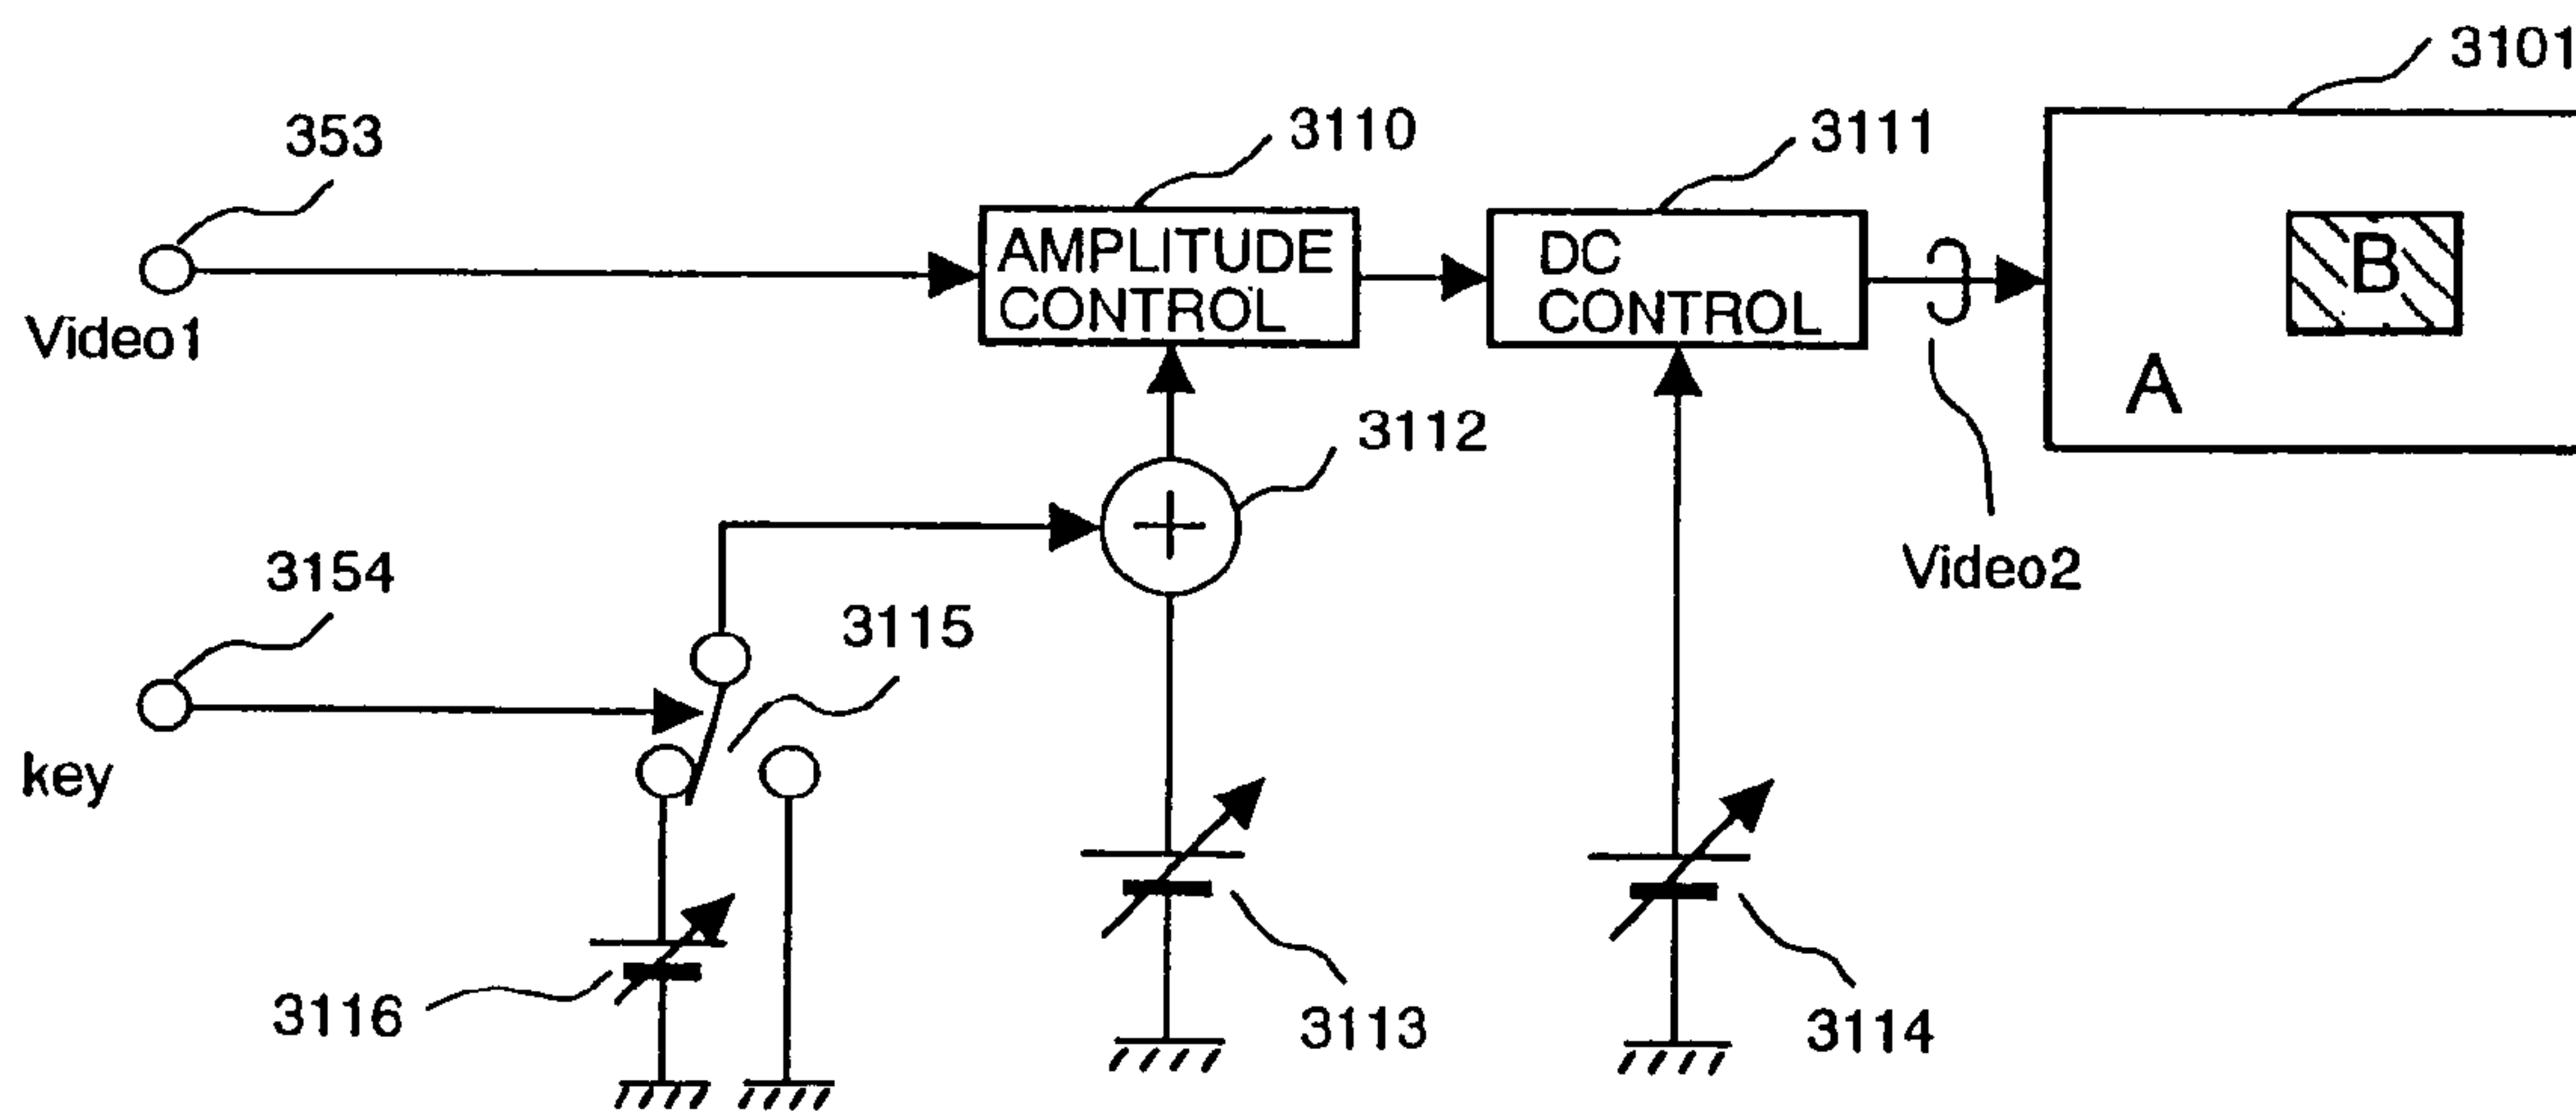 3101
353
3110
3111
AMPLITUDE
CONTROL
DC
CONTROL
B
Video1
A
3112
Video2
3154
3115
key
3116
3113
3114